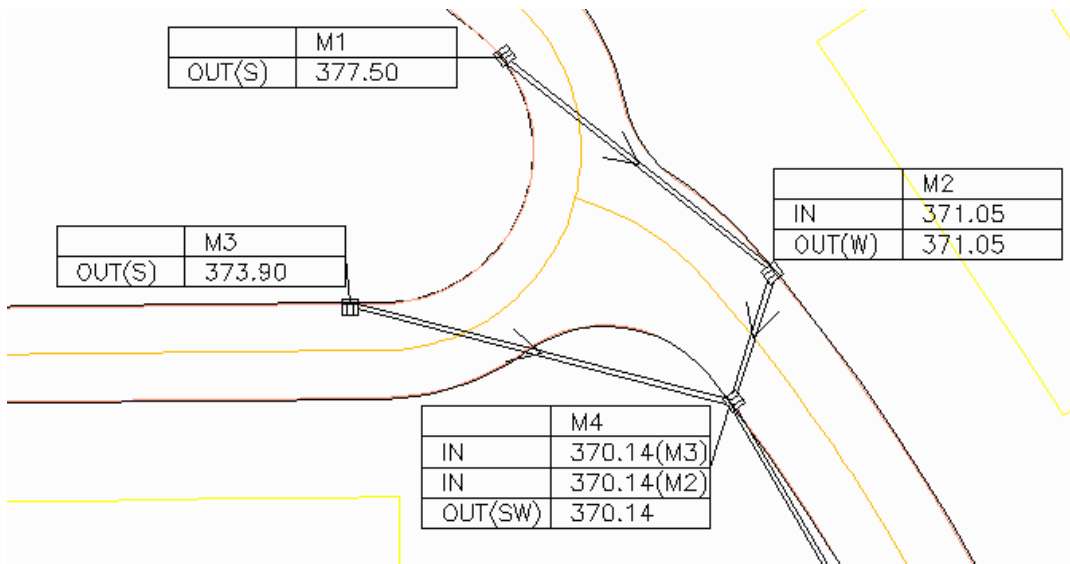 M1
OUT(S) 377.50
M2
IN 371.05
OUT(W) 371.05
M3
OUT(S) 373.90
M4
IN 370.14(M3)
IN 370.14(M2)
OUT(SW) 370.14